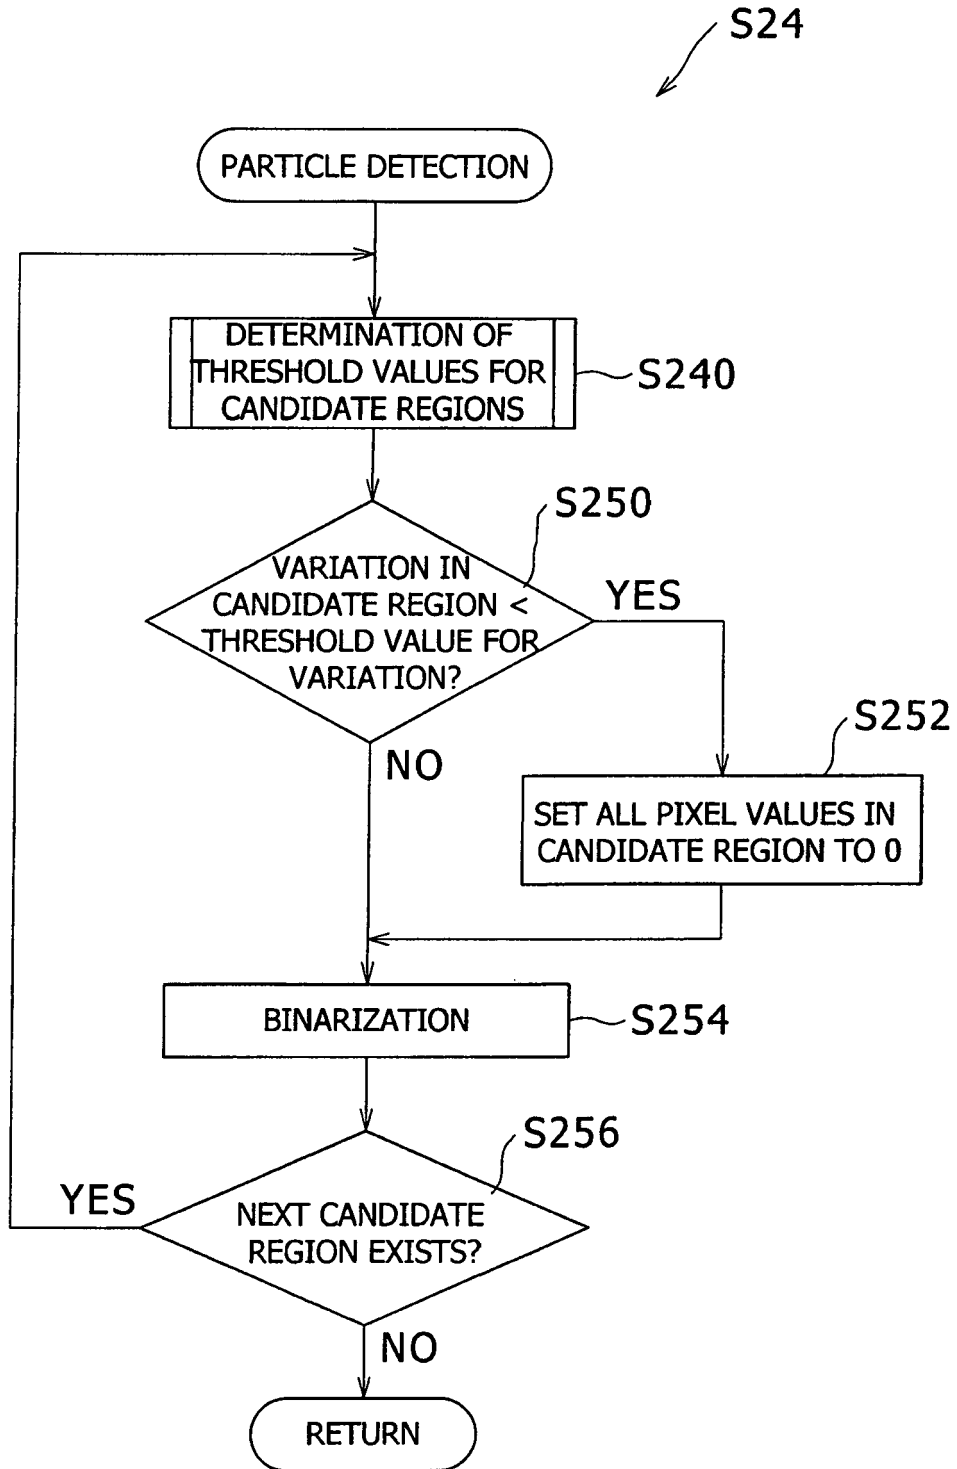 S24
PARTICLE DETECTION
DETERMINATION OF
THRESHOLD VALUES FOR
CANDIDATE REGIONS
S240
S250
VARIATION IN
CANDIDATE REGION <
THRESHOLD VALUE FOR
VARIATION?
YES
NO
S252
SET ALL PIXEL VALUES IN
CANDIDATE REGION TO 0
BINARIZATION
S254
S256
YES
NEXT CANDIDATE
REGION EXISTS?
NO
RETURN